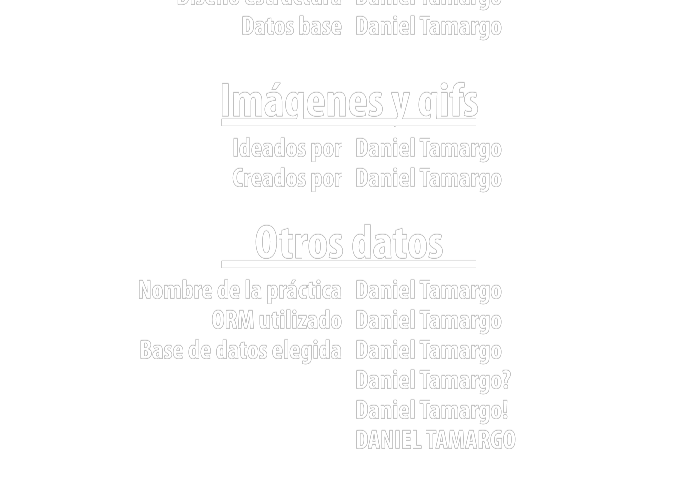 Diseño estructura Daniel Tamargo
Datos base Daniel Tamargo
Imágenes y gifs
Ideados por Daniel Tamargo
Creados por Daniel Tamargo
Otros datos
Nombre de la práctica Daniel Tamargo
ORM utilizado Daniel Tamargo
Base de datos elegida Daniel Tamargo
Daniel Tamargo?
Daniel Tamargo!
DANIEL TAMARGO